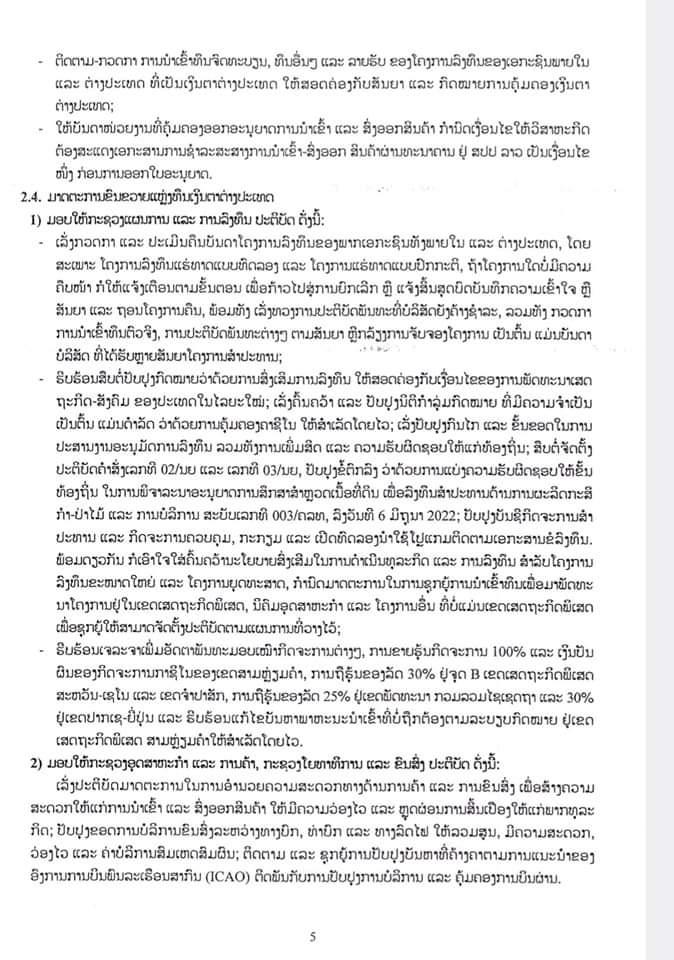 - ຕິດຕາມ-ກວດກາ ການນໍາເຂົ້າທຶນຈົດທະບຽນ, ທຶນອື່ນໆ ແລະ ລາຍຮັບ ຂອງໂຄງການລົງທຶນຂອງເອກະຊົນພາຍໃນ
ແລະ ຕ່າງປະເທດ ທີ່ເປັນເງິນຕາຕ່າງປະເທດ ໃຫ້ສອດຄ່ອງກັບສັນຍາ ແລະ ກົດໝາຍການຄຸ້ມຄອງເງິນຕາ
ຕ່າງປະເທດ;
- ໃຫ້ບັນດາໜ່ວຍງານທີ່ຄຸ້ມຄອງອອກອະນຸຍາດການນໍາເຂົ້າ ແລະ ສົ່ງອອກສິນຄ້າ ກໍານົດເງື່ອນໄຂໃຫ້ວິສາຫະກິດ
ຕ້ອງສະແດງເອກະສານການຊໍາລະສະສາງການນໍາເຂົ້າ-ສົ່ງອອກ ສິນຄ້າຜ່ານທະນາຄານ ຢູ່ ສປປ ລາວ ເປັນເງື່ອນໄຂ
ໜຶ່ງ ກ່ອນການອອກໃບອະນຸຍາດ.
2.4. ມາດຕະການຂົນຂວາຍແຫຼ່ງທຶນເງິນຕາຕ່າງປະເທດ
1) ມອບໃຫ້ກະຊວງແຜນການ ແລະ ການລົງທຶນ ປະຕິບັດ ດັ່ງນີ້:
- ເລັ່ງກວດກາ ແລະ ປະເມີນຄືນບັນດາໂຄງການລົງທຶນຂອງພາກເອກະຊົນທັງພາຍໃນ ແລະ ຕ່າງປະເທດ, ໂດຍ
ສະເພາະ ໂຄງການລົງທຶນແຮ່ທາດແບບທົດລອງ ແລະ ໂຄງການແຮ່ທາດແບບປົກກະຕິ, ຖ້າໂຄງການໃດບໍ່ມີຄວາມ
ຄືບໜ້າ ກໍໃຫ້ແຈ້ງເຕືອນຕາມຂັ້ນຕອນ ເພື່ອກ້າວໄປສູ່ການຍົກເລີກ ຫຼື ແຈ້ງສິ້ນສຸດບົດບັນທຶກຄວາມເຂົ້າໃຈ ຫຼື
ສັນຍາ ແລະ ຖອນໂຄງການຄືນ, ພ້ອມທັງ ເລັ່ງທວງການປະຕິບັດພັນທະທີ່ບໍລິສັດຍັງຄ້າງຊໍາລະ, ລວມທັງ ກວດກາ
ການນໍາເຂົ້າທຶນຕົວຈິງ, ການປະຕິບັດພັນທະຕ່າງໆ ຕາມສັນຍາ ຫຼີກລ້ຽງການຈັບຈອງໂຄງການ ເປັນຕົ້ນ ແມ່ນບັນດາ
ບໍລິສັດ ທີ່ໄດ້ຮັບຫຼາຍສັນຍາໂຄງການສໍາປະທານ;
- ຮີບຮ້ອນສືບຕໍ່ປັບປຸງກົດໝາຍວ່າດ້ວຍການສົ່ງເສີມການລົງທຶນ ໃຫ້ສອດຄ່ອງກັບເງື່ອນໄຂຂອງການພັດທະນາເສດ
ຖະກິດ-ສັງຄົມ ຂອງປະເທດໃນໄລຍະໃໝ່; ເລັ່ງຄົ້ນຄວ້າ ແລະ ປັບປຸງນິຕິກໍາລຸ່ມກົດໝາຍ ທີ່ມີຄວາມຈໍາເປັນ
ເປັນຕົ້ນ ແມ່ນດໍາລັດ ວ່າດ້ວຍການຄຸ້ມຄອງຄາຊີໂນ ໃຫ້ສໍາເລັດໂດຍໄວ; ເລັ່ງປັບປຸງກົນໄກ ແລະ ຂັ້ນຂອດໃນການ
ປະສານງານອະນຸມັດການລົງທຶນ ລວມທັງການເພີ່ມສິດ ແລະ ຄວາມຮັບຜິດຊອບໃຫ້ແກ່ທ້ອງຖິ່ນ; ສືບຕໍ່ຈັດຕັ້ງ
ປະຕິບັດຄໍາສັ່ງເລກທີ 02/ນຍ ແລະ ເລກທີ 03/ນຍ, ປັບປຸງຂໍ້ຕົກລົງ ວ່າດ້ວຍການແບ່ງຄວາມຮັບຜິດຊອບໃຫ້ຂັ້ນ
ທ້ອງຖິ່ນ ໃນການພິຈາລະນາອະນຸຍາດການສຶກສາສໍາຫຼວດເນື້ອທີ່ດິນ ເພື່ອລົງທຶນສໍາປະທານດ້ານການຜະລິດກະສິ
ກໍາ-ປ່າໄມ້ ແລະ ການບໍລິການ ສະບັບເລກທີ 003/ຄລທ, ລົງວັນທີ 6 ມິຖຸນາ 2022; ປັບປຸງບັນຊີກິດຈະການສໍາ
ປະທານ ແລະ ກິດຈະການຄວບຄຸມ, ກະກຽມ ແລະ ເປີດທົດລອງນໍາໃຊ້ໂປຼແກມຕິດຕາມເອກະສານຂໍລົງທຶນ.
ພ້ອມດຽວກັນ ກໍເອົາໃຈໃສ່ຄົ້ນຄວ້ານະໂຍບາຍສົ່ງເສີມໃນການດໍາເນີນທຸລະກິດ ແລະ ການລົງທຶນ ສໍາລັບໂຄງການ
ລົງທຶນຂະໜາດໃຫຍ່ ແລະ ໂຄງການຍຸດທະສາດ, ກໍານົດມາດຕະການໃນການຊຸກຍູ້ການນໍາເຂົ້າທຶນເພື່ອມາພັດທະ
ນາໂຄງການຢູ່ໃນເຂດເສດຖະກິດພິເສດ, ນິຄົມອຸດສາຫະກໍາ ແລະ ໂຄງການອື່ນ ທີ່ບໍ່ແມ່ນເຂດເສດຖະກິດພິເສດ
ເພື່ອຊຸກຍູ້ໃຫ້ສາມາດຈັດຕັ້ງປະຕິບັດຕາມແຜນການທີ່ວາງໄວ້;
- ຮີບຮ້ອນເຈລະຈາເພີ່ມອັດຕາພັນທະມອບເໝົາກິດຈະການຕ່າງໆ, ການຂາຍຮຸ້ນກິດຈະການ 100% ແລະ ເງິນປັນ
ຜົນຂອງກິດຈະການກາຊີໂນຂອງເຂດສາມຫຼ່ຽມຄໍາ, ການຖືຮຸ້ນຂອງລັດ 30% ຢູ່ຈຸດ B ເຂດເສດຖະກິດພິເສດ
ສະຫວັນ-ເຊໂນ ແລະ ເຂດຈໍາປາສັກ, ການຖືຮຸ້ນຂອງລັດ 25% ຢູ່ເຂດພັດທະນາ ກວມລວມໄຊເຊດຖາ ແລະ 30%
ຢູ່ເຂດປາກເຊ-ຍີ່ປຸ່ນ ແລະ ຮີບຮ້ອນແກ້ໄຂບັນຫາພາຫະນະນໍາເຂົ້າທີ່ບໍ່ຖືກຕ້ອງຕາມລະບຽບກົດໝາຍ ຢູ່ເຂດ
ເສດຖະກິດພິເສດ ສາມຫຼ່ຽມຄໍາໃຫ້ສໍາເລັດໂດຍໄວ.
2) ມອບໃຫ້ກະຊວງອຸດສາຫະກໍາ ແລະ ການຄ້າ, ກະຊວງໂຍທາທິການ ແລະ ຂົນສົ່ງ ປະຕິບັດ ດັ່ງນີ້:
ເລັ່ງປະຕິບັດມາດຕະການໃນການອໍານວຍຄວາມສະດວກທາງດ້ານການຄ້າ ແລະ ການຂົນສົ່ງ ເພື່ອສ້າງຄວາມ
ສະດວກໃຫ້ແກ່ການນໍາເຂົ້າ ແລະ ສົ່ງອອກສິນຄ້າ ໃຫ້ມີຄວາມວ່ອງໄວ ແລະ ຫຼຸດຜ່ອນການສິ້ນເປືອງໃຫ້ແກ່ພາກທຸລະ
ກິດ; ປັບປຸງຂອດການບໍລິການຂົນສົ່ງລະຫວ່າງທາງບົກ, ທ່າບົກ ແລະ ທາງລົດໄຟ ໃຫ້ລວມສູນ, ມີຄວາມສະດວກ,
ວ່ອງໄວ ແລະ ຄ່າບໍລິການສົມເຫດສົມຜົນ; ຕິດຕາມ ແລະ ຊຸກຍູ້ການປັບປຸງບັນຫາທີ່ຄ້າງຄາຕາມການແນະນໍາຂອງ
ອົງການການບິນພົນລະເຮືອນສາກົນ (ICAO) ຕິດພັນກັບການປັບປຸງການບໍລິການ ແລະ ຄຸ້ມຄອງການບິນຜ່ານ.
5